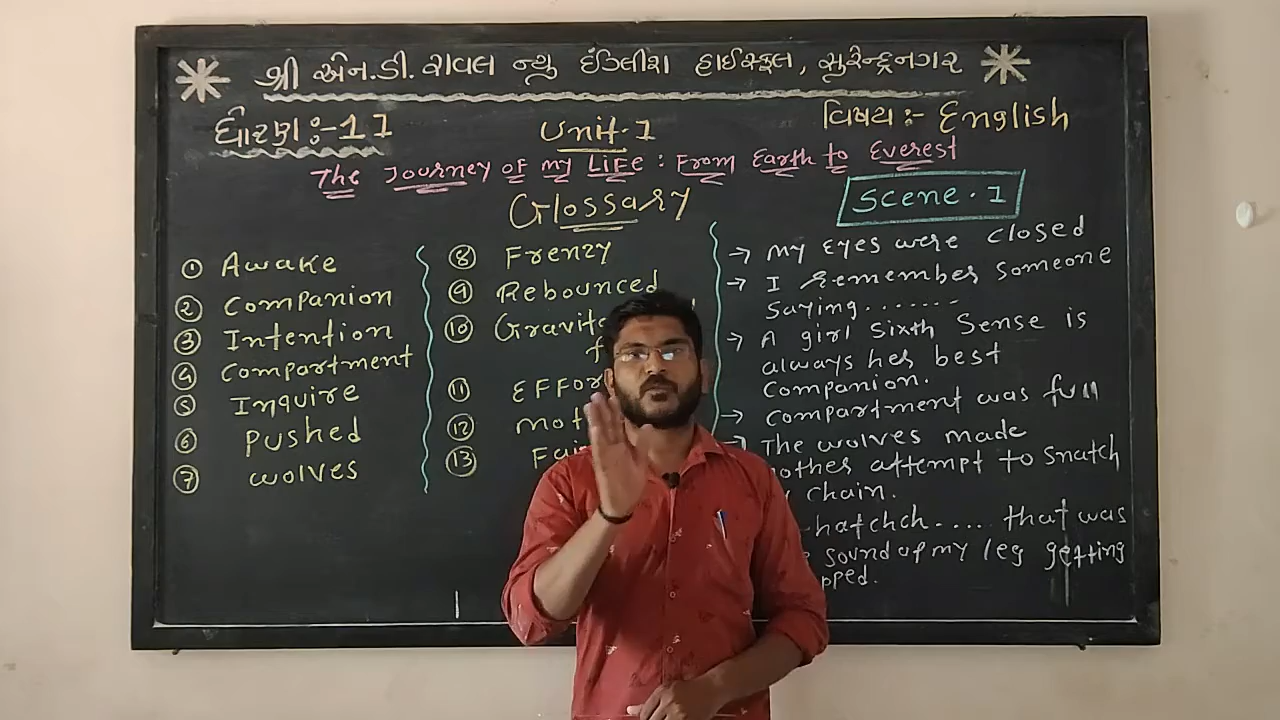 શ્રી એન.ડી. રાવલ ન્યુ ઈંગ્લીશ હાઈસ્કૂલ, સુરેન્દ્રનગર
ધોરણ:-11
Unit-1
વિષય:- English
The Journey of my Life: From Earth to Everest
Glossary
Scene.1
① Awake
② Companion
③ Intention
④ Compartment
⑤ Inquire
⑥ Pushed
⑦ Wolves
⑧ Frenzy
⑨ Rebounced
⑩
⑪
⑫
⑬
→ My Eyes were closed
→ I remember someone
saying.......
→ A girl Sixth Sense is
always her best
companion.
→ Compartment was full
→ The wolves made
attempt to snatch
chain.
.... that was
sound of my leg getting